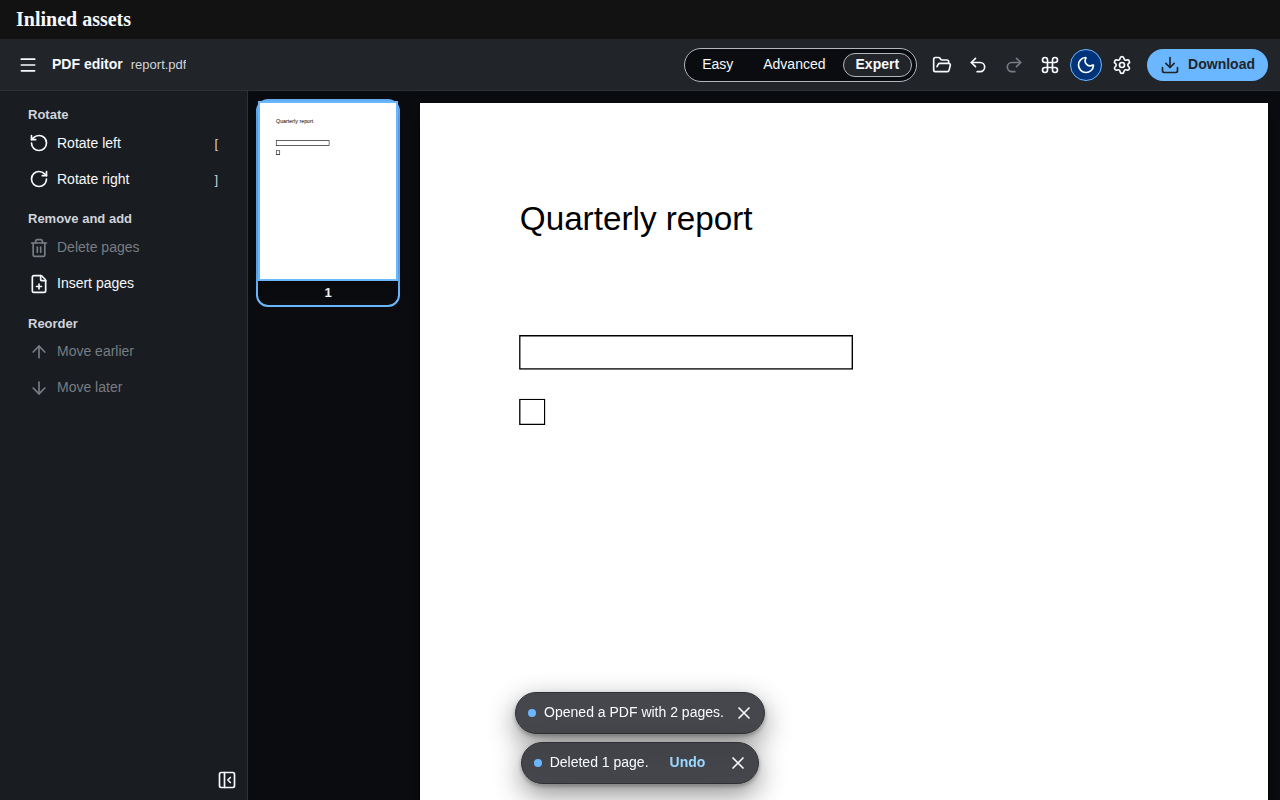 Inlined assets
PDF editor report.pdf
Easy Advanced Expert
Download
Rotate
Rotate left [
Rotate right ]
Remove and add
Delete pages
Insert pages
Reorder
Move earlier
Move later
Quarterly report
1
Quarterly report
Opened a PDF with 2 pages.
Deleted 1 page. Undo